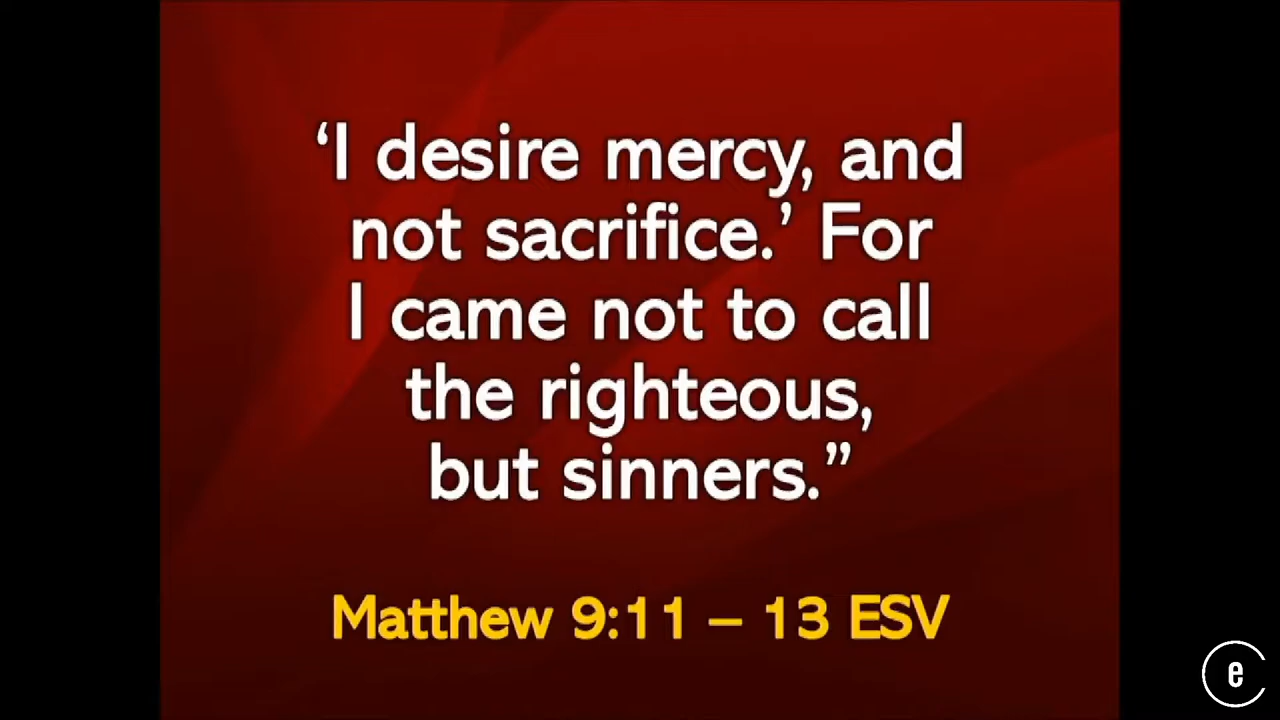 ‘I desire mercy, and
not sacrifice.’ For
I came not to call
the righteous,
but sinners.”
Matthew 9:11 – 13 ESV
e